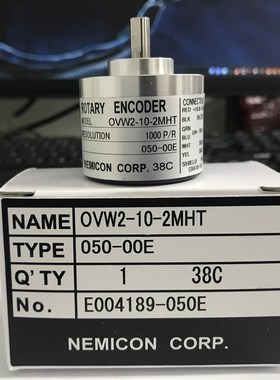 ROTARY ENCODER
MODEL OVW2-10-2MHT
RESOLUTION 1000 P/R
050-00E
NEMICON CORP. 38C
RED
BLK
GRN
BLU
WHT
YEL
SHIELD
NAME OVW2-10-2MHT
TYPE 050-00E
Q'TY 1 38C
No. E004189-050E
NEMICON CORP.